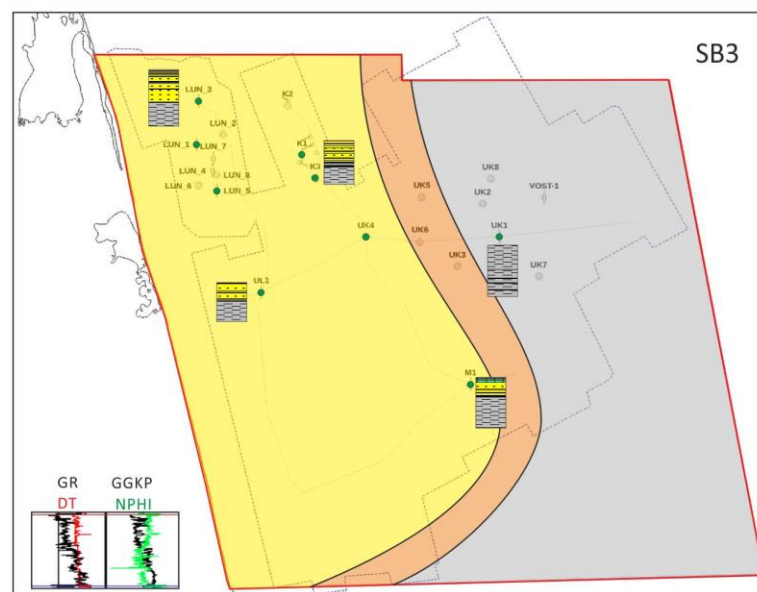 SB3
LUN_3
K2
LUN_2
LUN_1
LUN_7
K1
LUN_4
LUN_8
K3
LUN_6
LUN_5
UK8
UK5
UK2
VOST-1
UK4
UK6
UK1
UK3
UK7
UL1
M1
GR GGKP
DT NPHI